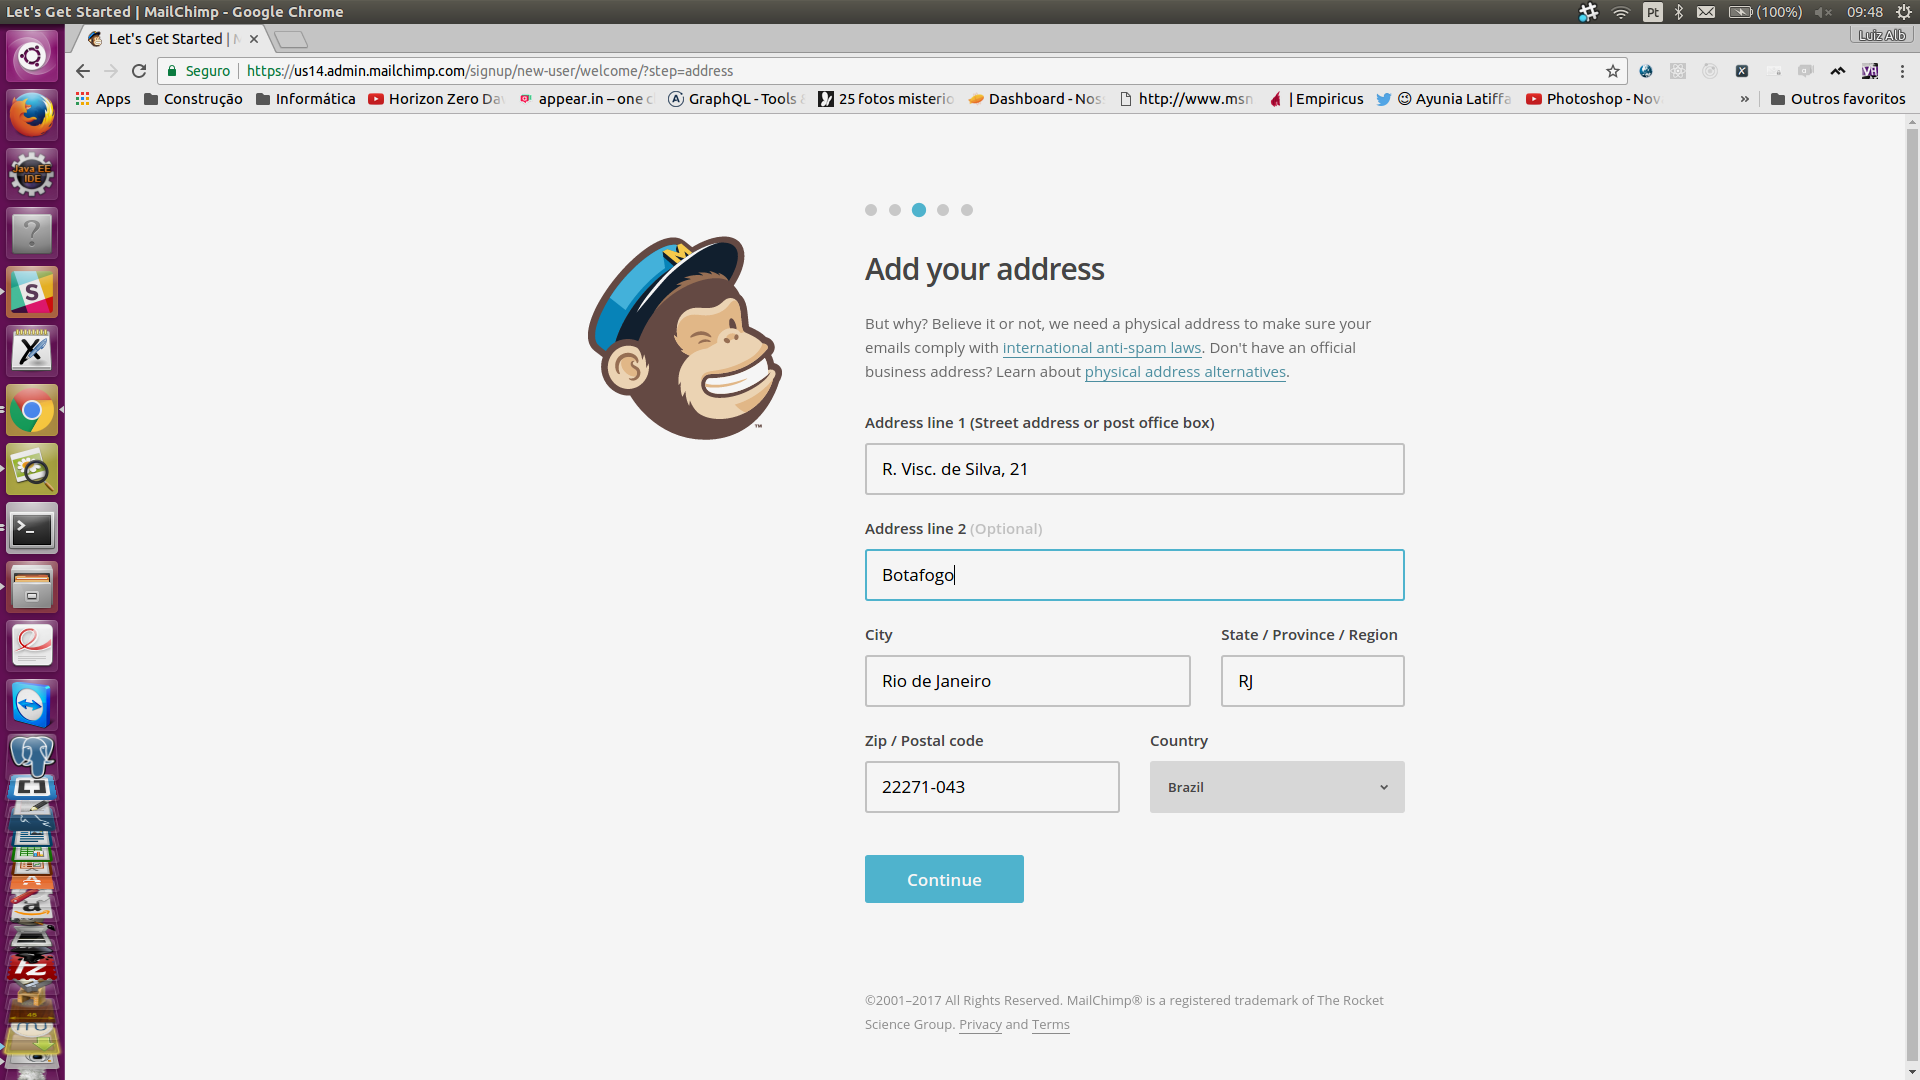 Let's Get Started | MailChimp - Google Chrome
Pt
(100%)
09:48
Let's Get Started |
Luiz Alb
Seguro
https://us14.admin.mailchimp.com/signup/new-user/welcome/?step=address
Apps
Construção
Informática
Horizon Zero Da
appear.in – one c
GraphQL - Tools
25 fotos misterio
Dashboard - Nos
http://www.msn
| Empiricus
Ayunia Latiffa
Photoshop - Nov
»
Outros favoritos
Add your address
But why? Believe it or not, we need a physical address to make sure your
emails comply with international anti-spam laws. Don't have an official
business address? Learn about physical address alternatives.
Address line 1 (Street address or post office box)
R. Visc. de Silva, 21
Address line 2 (Optional)
Botafogo
City
State / Province / Region
Rio de Janeiro
RJ
Zip / Postal code
Country
22271-043
Brazil
Continue
©2001–2017 All Rights Reserved. MailChimp® is a registered trademark of The Rocket
Science Group. Privacy and Terms
Java EE
IDE
M
™